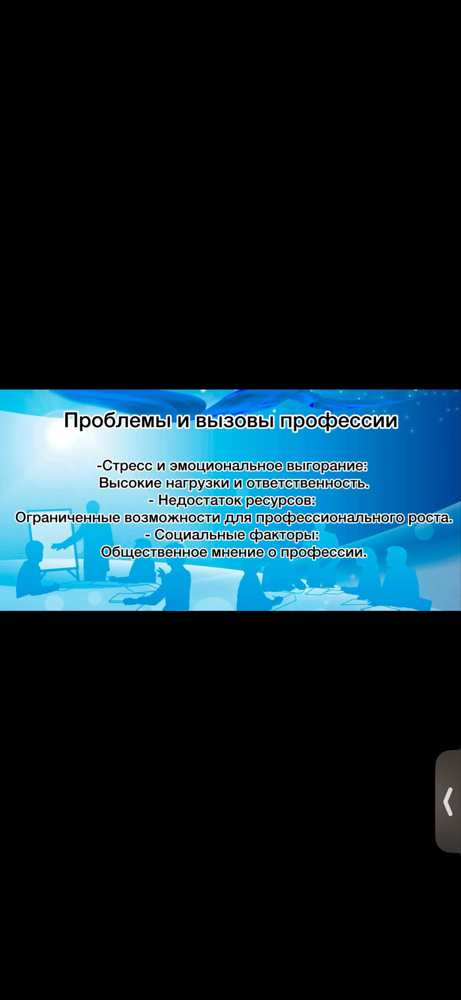 Проблемы и вызовы профессии
-Стресс и эмоциональное выгорание:
Высокие нагрузки и ответственность.
- Недостаток ресурсов:
Ограниченные возможности для профессионального роста.
- Социальные факторы:
Общественное мнение о профессии.